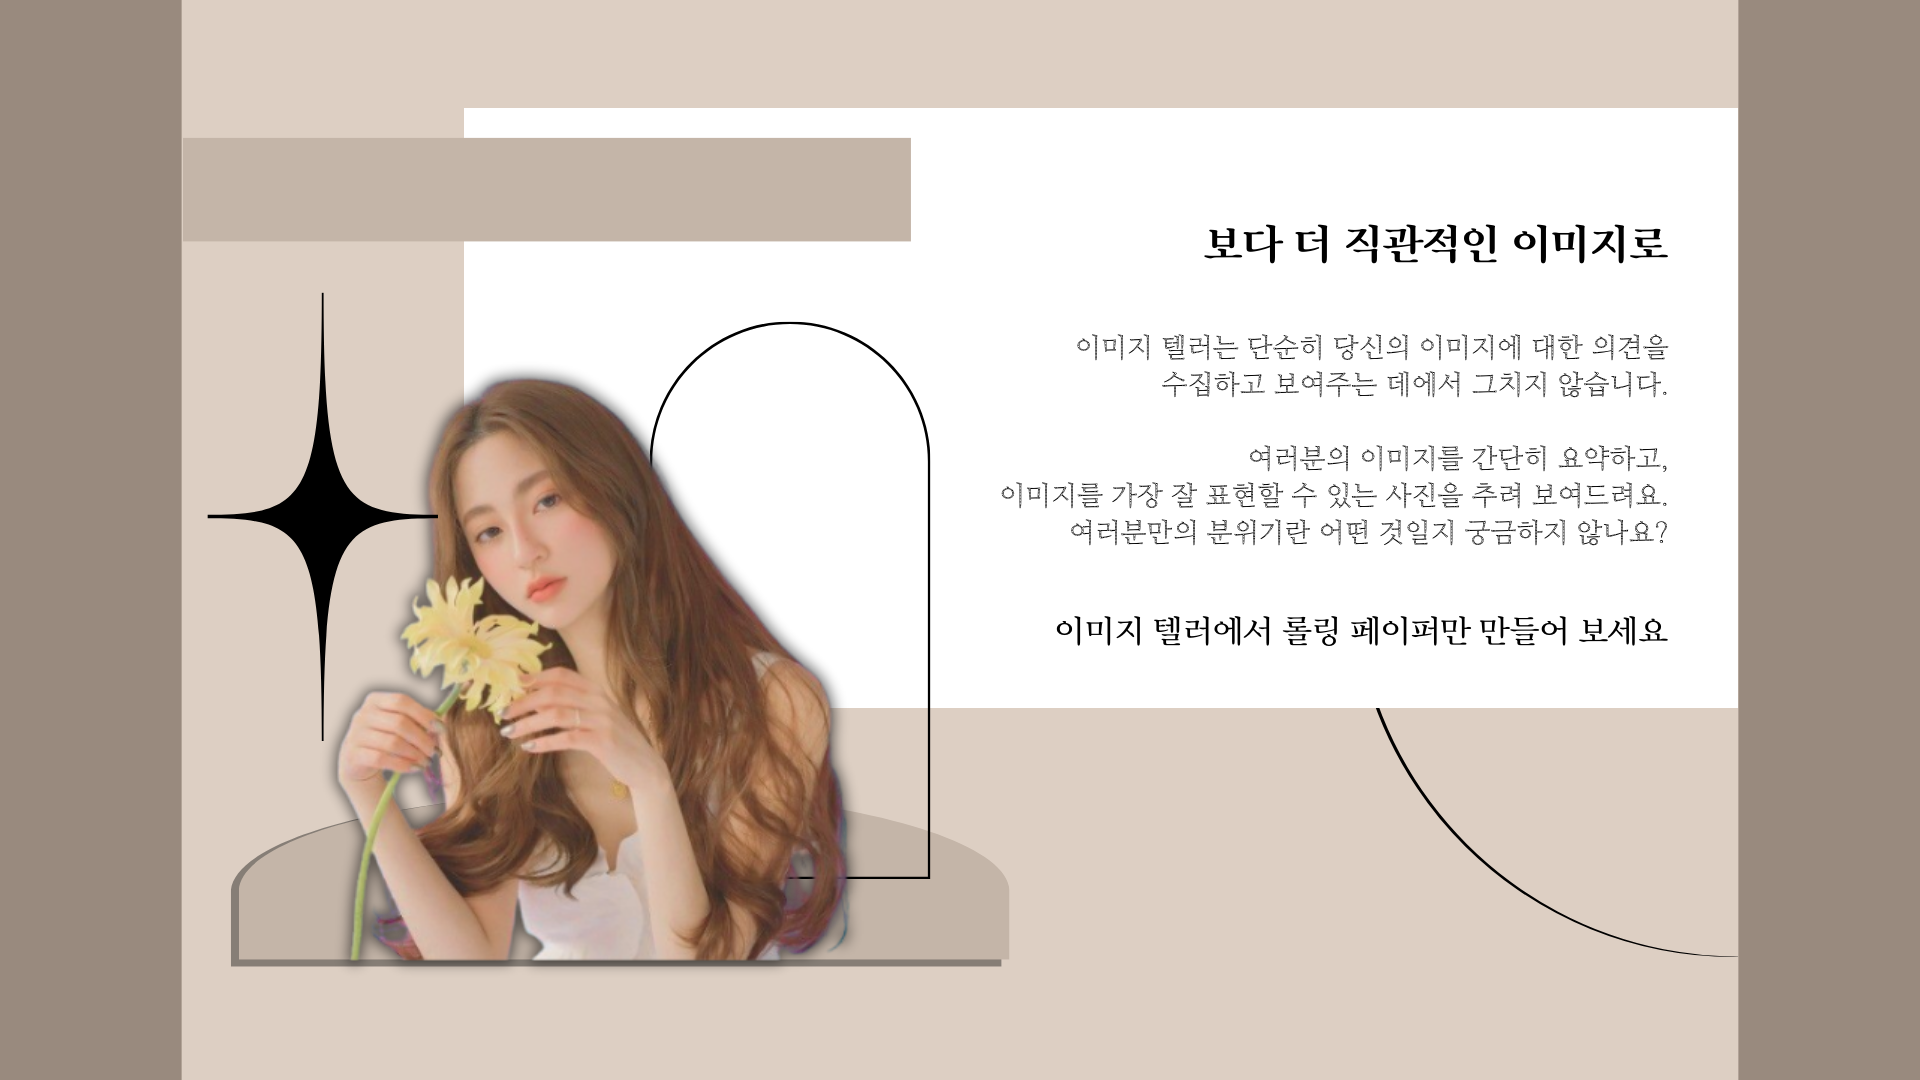 보다 더 직관적인 이미지로
이미지 텔러는 단순히 당신의 이미지에 대한 의견을
수집하고 보여주는 데에서 그치지 않습니다.
여러분의 이미지를 간단히 요약하고,
이미지를 가장 잘 표현할 수 있는 사진을 추려 보여드려요.
여러분만의 분위기란 어떤 것일지 궁금하지 않나요?
이미지 텔러에서 롤링 페이퍼만 만들어 보세요